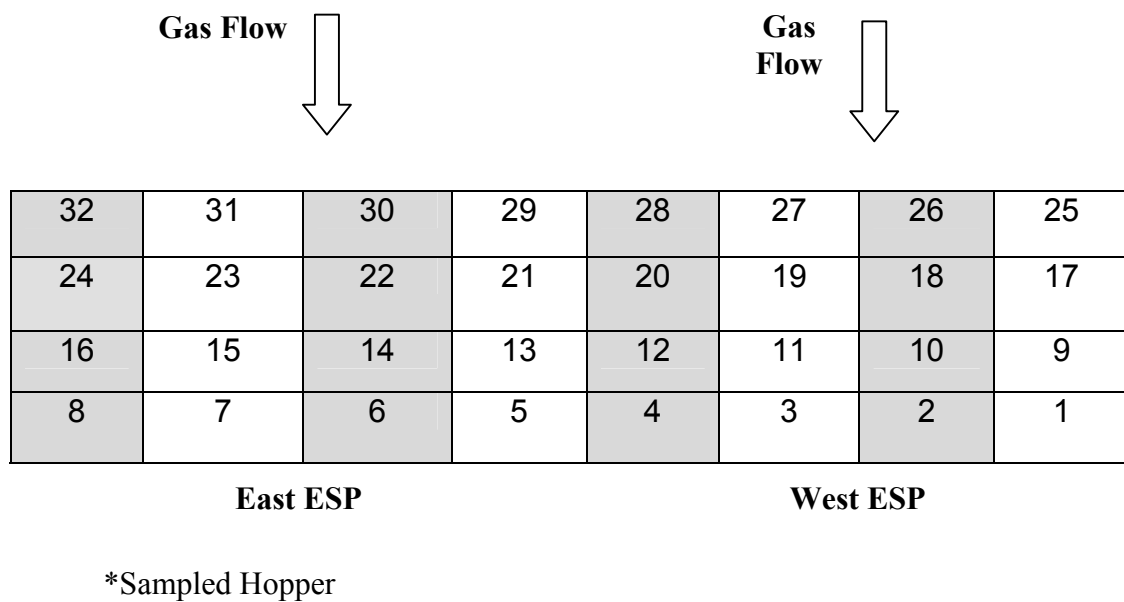 Gas Flow
Gas
Flow
32 31 30 29 28 27 26 25
24 23 22 21 20 19 18 17
16 15 14 13 12 11 10 9
8 7 6 5 4 3 2 1
East ESP West ESP
*Sampled Hopper